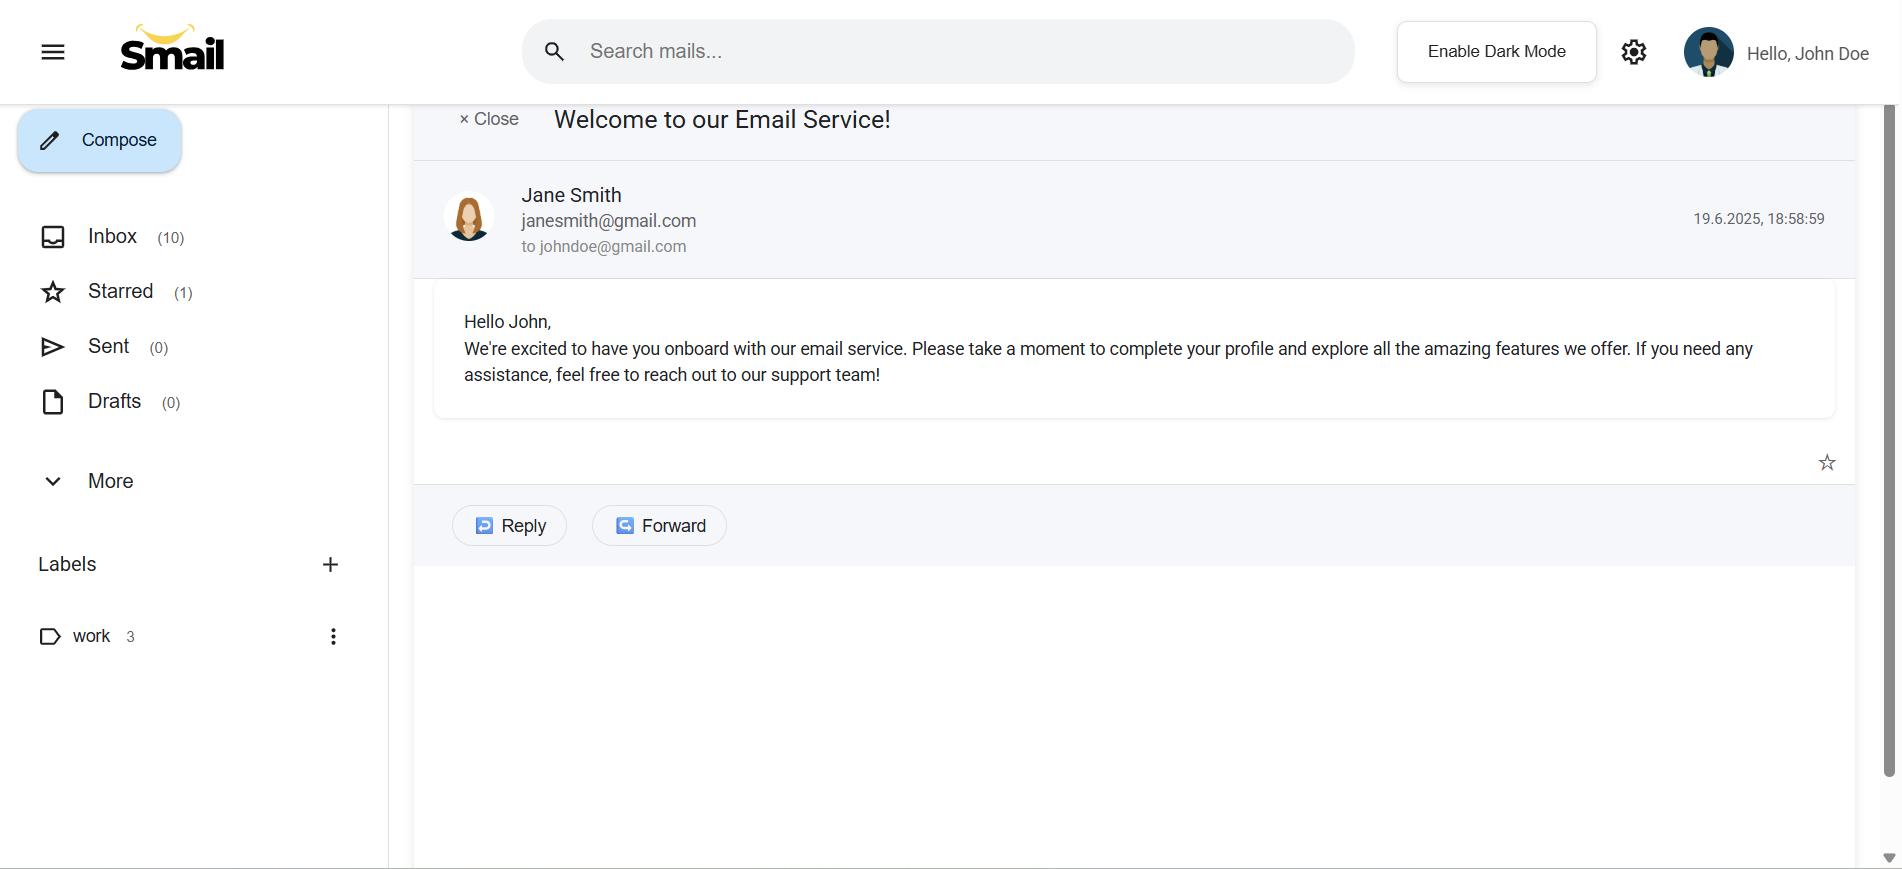 Smail
Search mails...
Enable Dark Mode
Hello, John Doe
Compose
× Close
Welcome to our Email Service!
Inbox (10)
Starred (1)
Sent (0)
Drafts (0)
More
Labels +
work 3
Jane Smith
janesmith@gmail.com
to johndoe@gmail.com
19.6.2025, 18:58:59
Hello John,
We're excited to have you onboard with our email service. Please take a moment to complete your profile and explore all the amazing features we offer. If you need any
assistance, feel free to reach out to our support team!
Reply
Forward